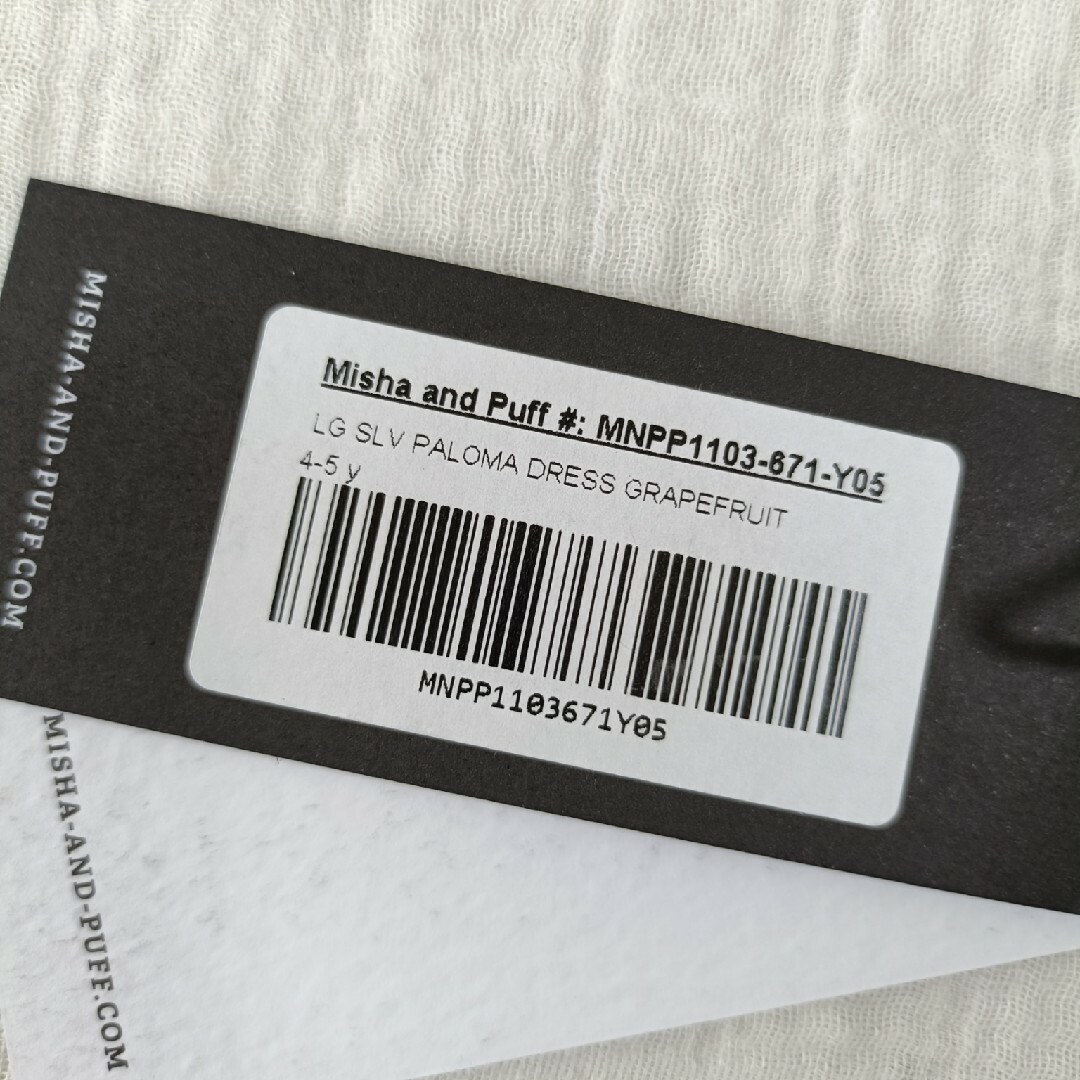 MISHA-AND-PUFF.COM
Misha and Puff #: MNPP1103-671-Y05
LG SLV PALOMA DRESS GRAPEFRUIT
4-5 y
MNPP1103671Y05
MISHA-AND-PUFF.COM